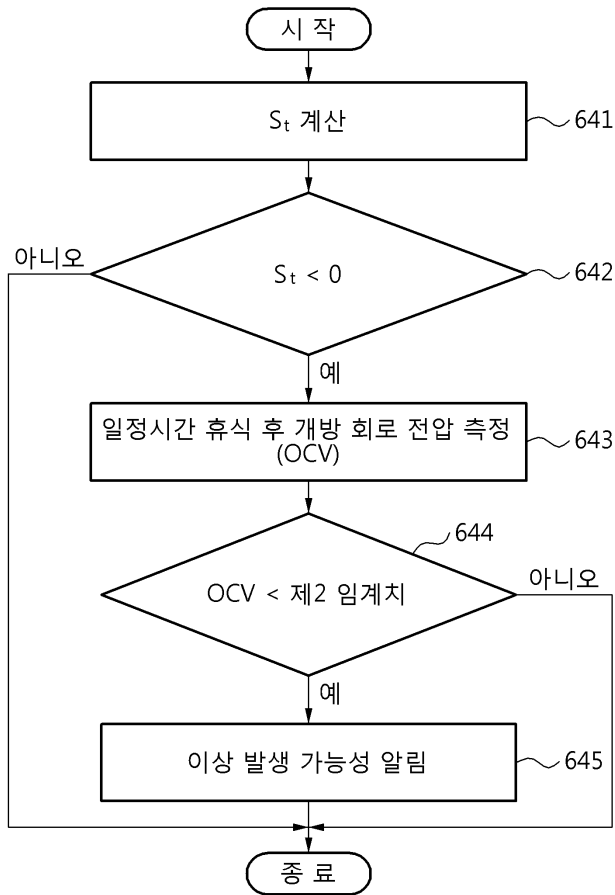 시 작
Sₜ 계산
641
아니오
Sₜ < 0
642
예
일정시간 휴식 후 개방 회로 전압 측정
(OCV)
643
644
OCV < 제2 임계치
아니오
예
이상 발생 가능성 알림
645
종 료